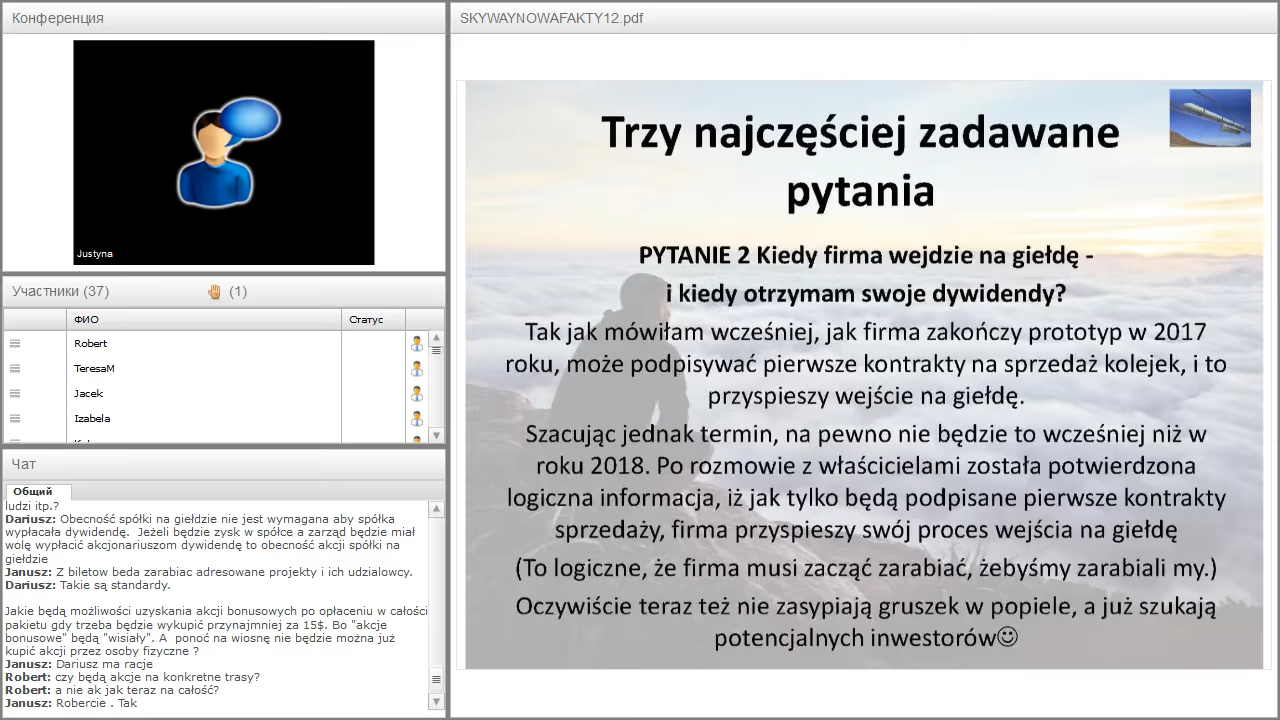 Конференция
Justyna
Участники (37)
(1)
ФИО
Статус
Robert
TeresaM
Jacek
Izabela
Чат
Общий
ludzi itp.?
Dariusz: Obecność spółki na giełdzie nie jest wymagana aby spółka
wypłacała dywidendę.  Jeżeli będzie zysk w spółce a zarząd będzie miał
wolę wypłacić akcjonariuszom dywidendę to obecność akcji spółki na
giełdzie
Janusz: Z biletow beda zarabiac adresowane projekty i ich udzialowcy.
Dariusz: Takie są standardy.
Jakie będą możliwości uzyskania akcji bonusowych po opłaceniu w całości
pakietu gdy trzeba będzie wykupić przynajmniej za 15$. Bo "akcje
bonusowe" będą "wisiały". A  ponoć na wiosnę nie będzie można już
kupić akcji przez osoby fizyczne ?
Janusz: Dariusz ma racje
Robert: czy będą akcje na konkretne trasy?
Robert: a nie ak jak teraz na całość?
Janusz: Robercie . Tak
SKYWAYNOWAFAKTY12.pdf
Trzy najczęściej zadawane
pytania
PYTANIE 2 Kiedy firma wejdzie na giełdę -
i kiedy otrzymam swoje dywidendy?
Tak jak mówiłam wcześniej, jak firma zakończy prototyp w 2017
roku, może podpisywać pierwsze kontrakty na sprzedaż kolejek, i to
przyspieszy wejście na giełdę.
Szacując jednak termin, na pewno nie będzie to wcześniej niż w
roku 2018. Po rozmowie z właścicielami została potwierdzona
logiczna informacja, iż jak tylko będą podpisane pierwsze kontrakty
sprzedaży, firma przyspieszy swój proces wejścia na giełdę
(To logiczne, że firma musi zacząć zarabiać, żebyśmy zarabiali my.)
Oczywiście teraz też nie zasypiają gruszek w popiele, a już szukają
potencjalnych inwestorów☺